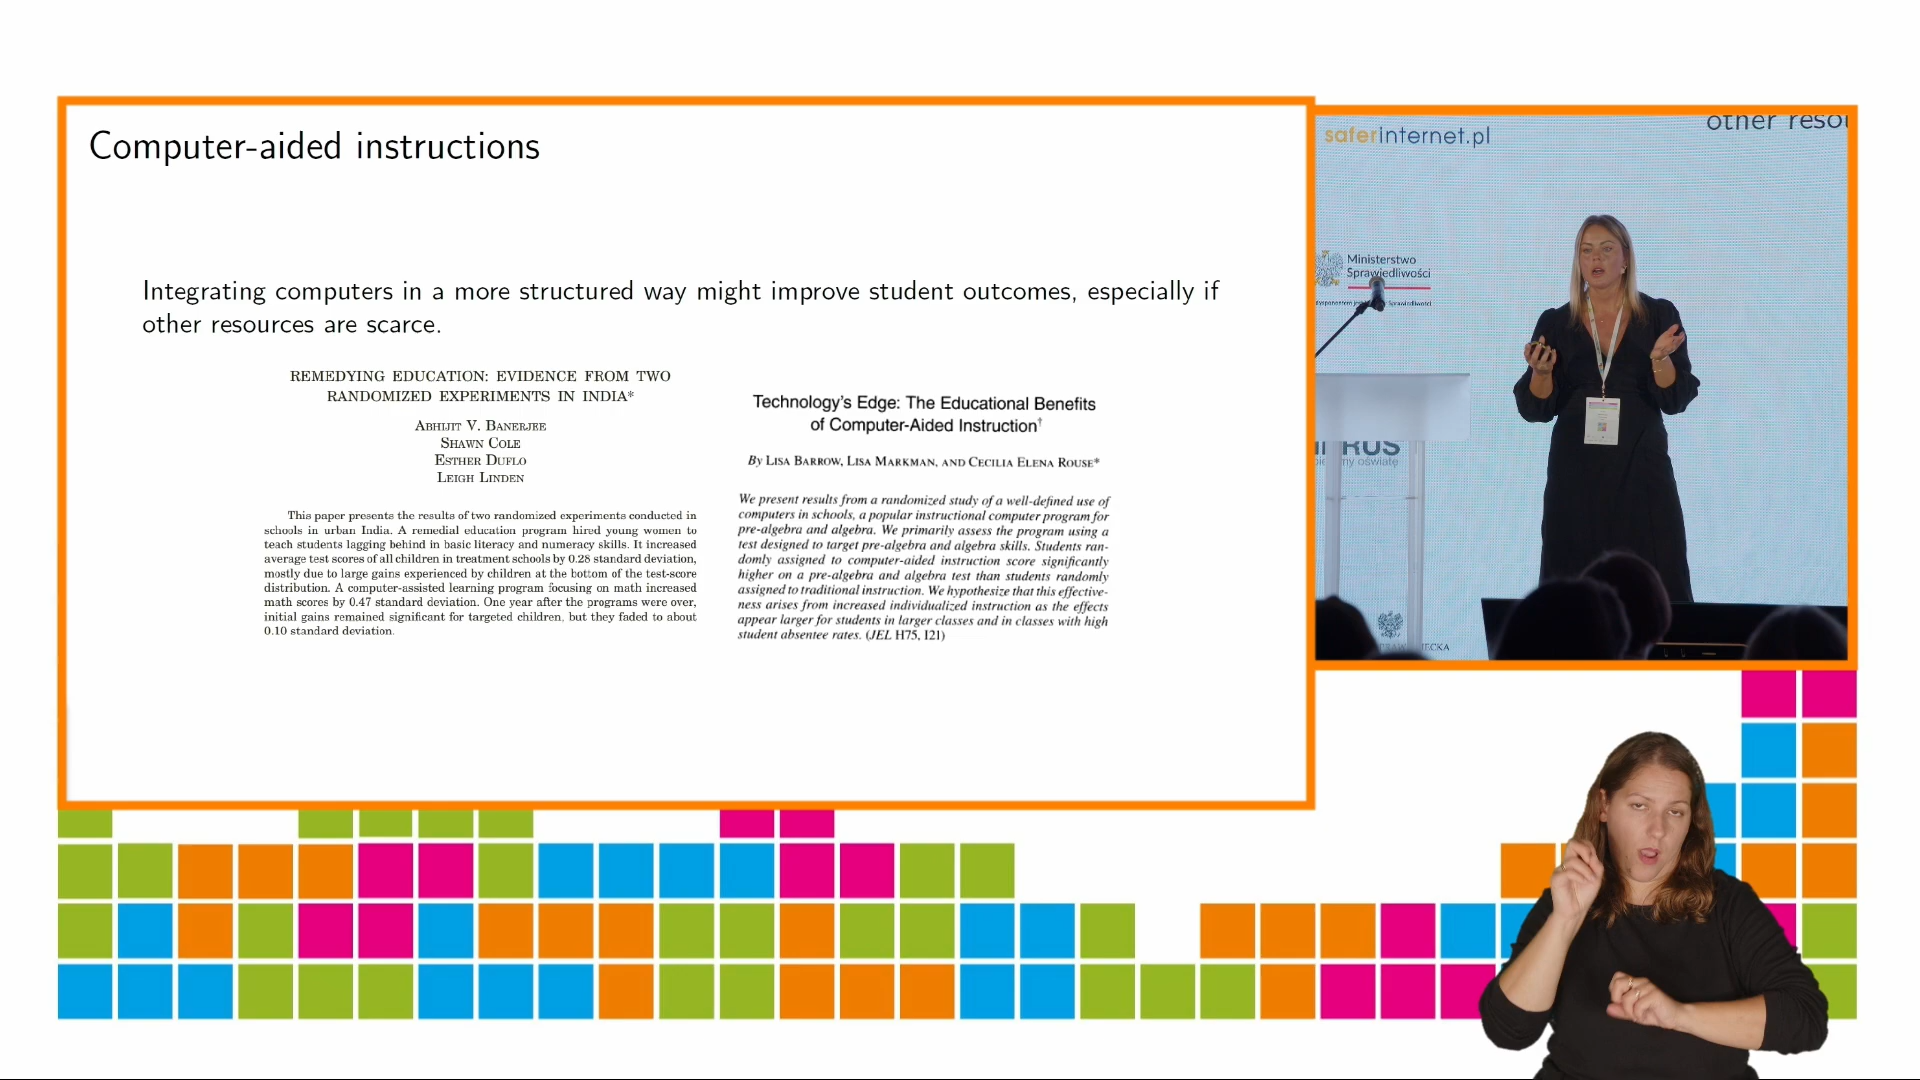 Computer-aided instructions
Integrating computers in a more structured way might improve student outcomes, especially if
other resources are scarce.
REMEDYING EDUCATION: EVIDENCE FROM TWO
RANDOMIZED EXPERIMENTS IN INDIA*
ABHIJIT V. BANERJEE
SHAWN COLE
ESTHER DUFLO
LEIGH LINDEN
This paper presents the results of two randomized experiments conducted in
schools in urban India. A remedial education program hired young women to
teach students lagging behind in basic literacy and numeracy skills. It increased
average test scores of all children in treatment schools by 0.28 standard deviation,
mostly due to large gains experienced by children at the bottom of the test-score
distribution. A computer-assisted learning program focusing on math increased
math scores by 0.47 standard deviation. One year after the programs were over,
initial gains remained significant for targeted children, but they faded to about
0.10 standard deviation.
Technology's Edge: The Educational Benefits
of Computer-Aided Instruction†
By LISA BARROW, LISA MARKMAN, AND CECILIA ELENA ROUSE*
We present results from a randomized study of a well-defined use of
computers in schools, a popular instructional computer program for
pre-algebra and algebra. We primarily assess the program using a
test designed to target pre-algebra and algebra skills. Students ran-
domly assigned to computer-aided instruction score significantly
higher on a pre-algebra and algebra test than students randomly
assigned to traditional instruction. We hypothesize that this effective-
ness arises from increased individualized instruction as the effects
appear larger for students in larger classes and in classes with high
student absentee rates. (JEL H75, I21)
saferinternet.pl
other resou
Ministerstwo
Sprawiedliwości
RUS
ny oświatę